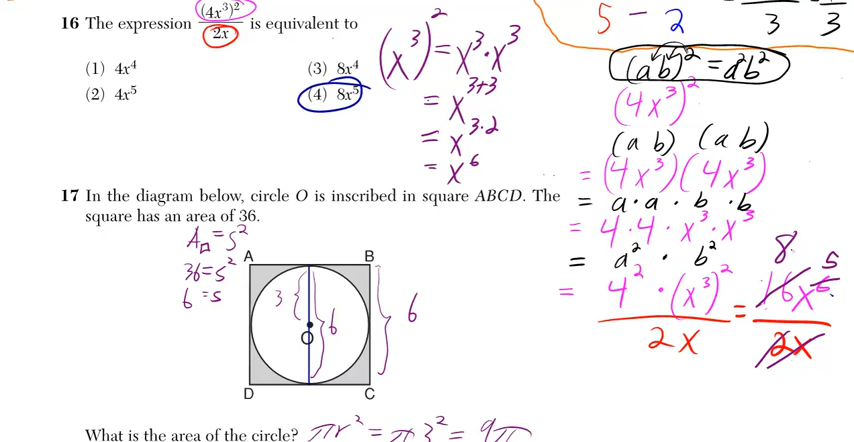 16 The expression (4x³)²/2x is equivalent to
(1) 4x⁴ (3) 8x⁴
(2) 4x⁵ (4) 8x⁵
(x³)² = x³ · x³
= x³⁺³
= x³·²
= x⁶
5 - 2
3 3
(ab)² = a²b²
(4x³)²
(ab) (ab)
= (4x³)(4x³)
= a · a · b · b
= 4 · 4 · x³ · x³
= a² · b²
= 4² · (x³)² / 2x = 16x⁶ / 2x
8 5
17 In the diagram below, circle O is inscribed in square ABCD. The
square has an area of 36.
A□ = s²
36 = s²
6 = s
A B
3 6 6
O
D C
What is the area of the circle? πr² = π3² = 9π